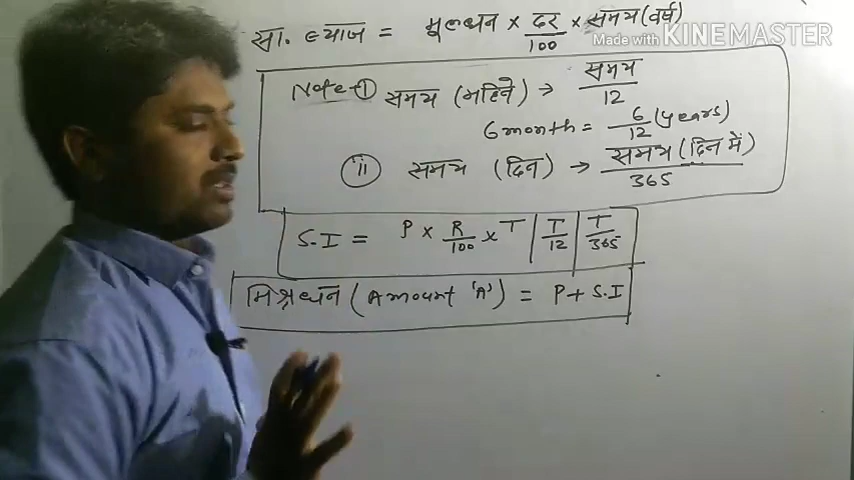 सा. ब्याज = मूलधन × दर/100 × समय (वर्ष)
Made with KINEMASTER
Note-① समय (महिने) → समय/12
6 month = 6/12 (years)
ⓘⓘ समय (दिन) → समय (दिन में)/365
S.I = P × R/100 × T | T/12 | T/365
मिश्रधन (Amount 'A') = P + S.I